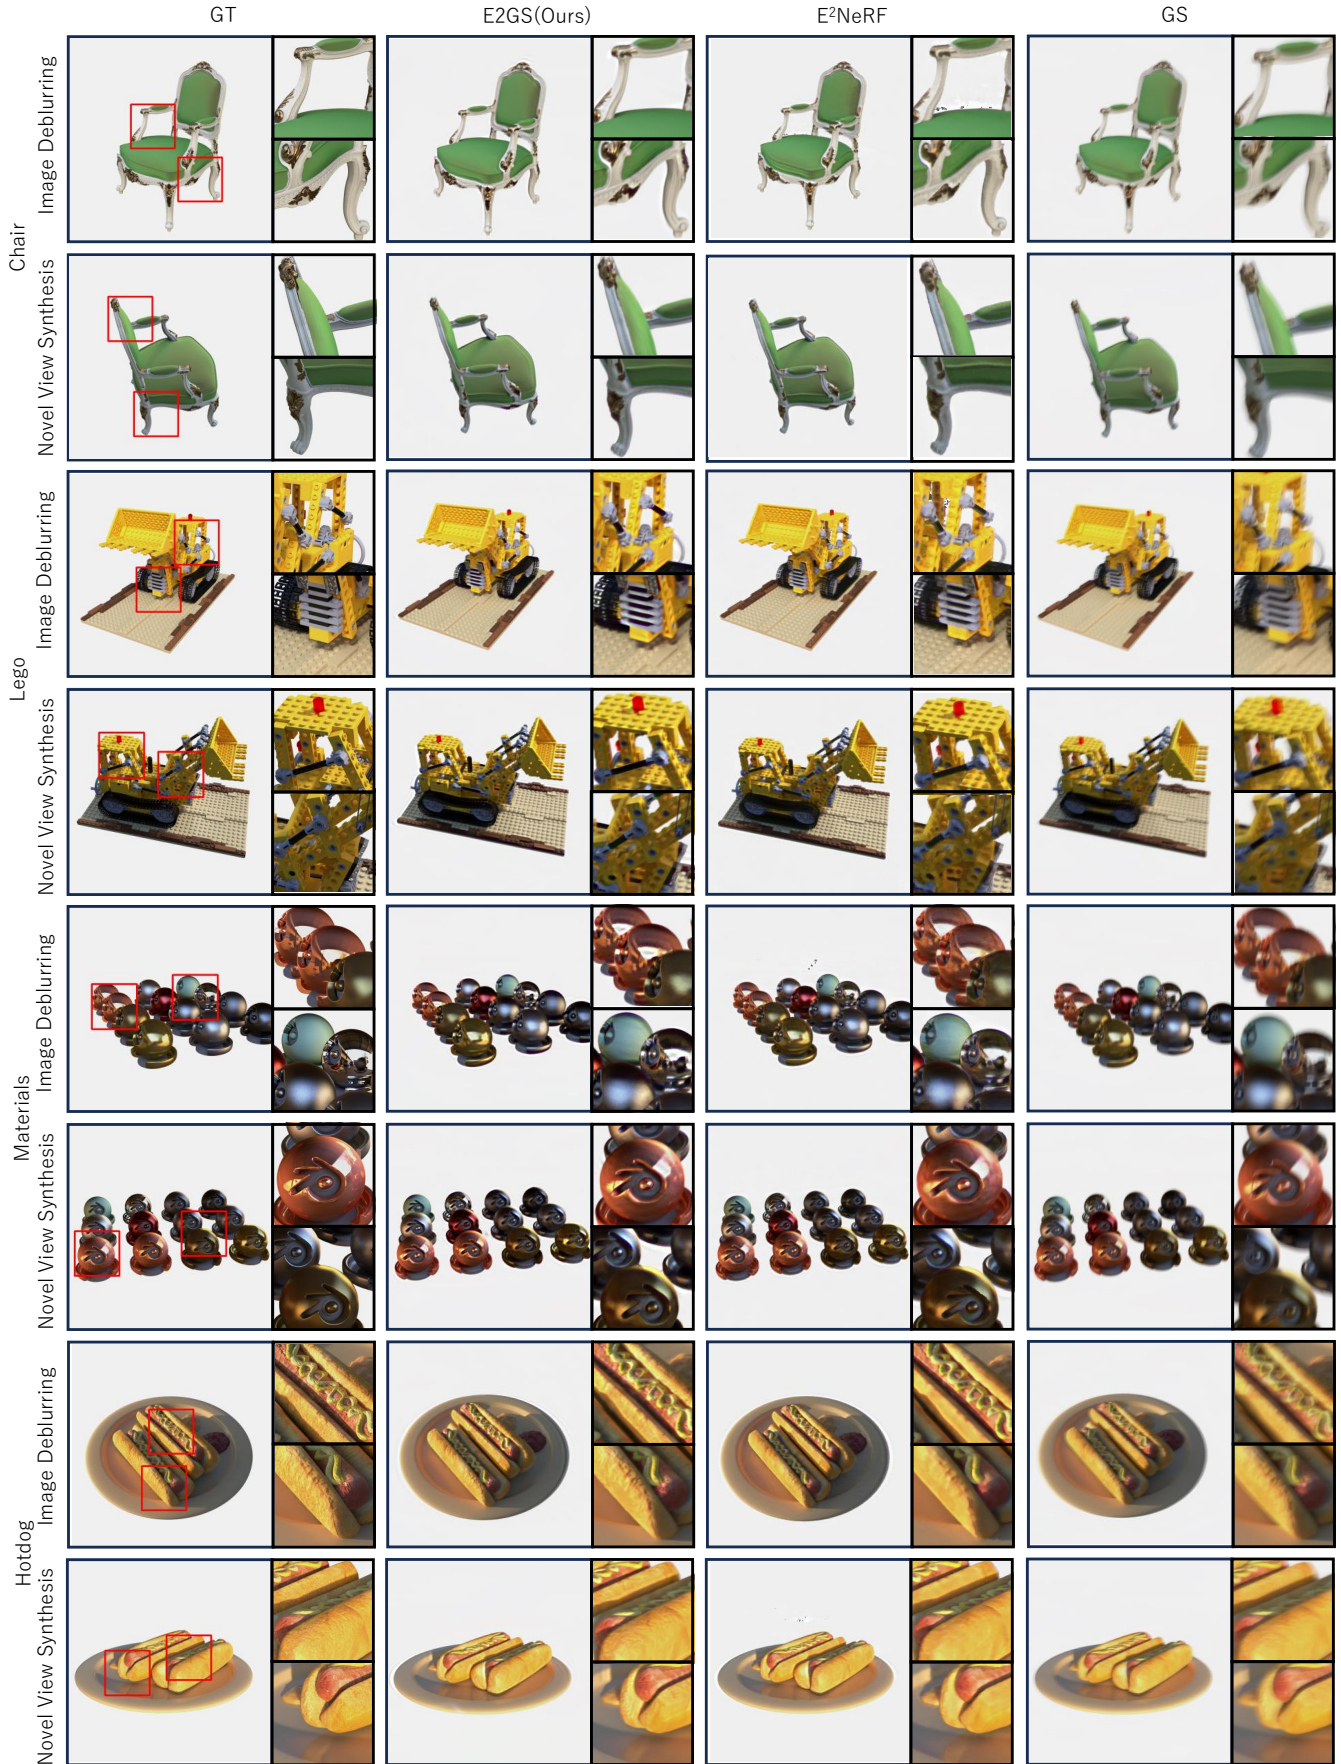 GT E2GS(Ours) E²NeRF GS
Chair
Image Deblurring
Novel View Synthesis
Lego
Image Deblurring
Novel View Synthesis
Materials
Image Deblurring
Novel View Synthesis
Hotdog
Image Deblurring
Novel View Synthesis